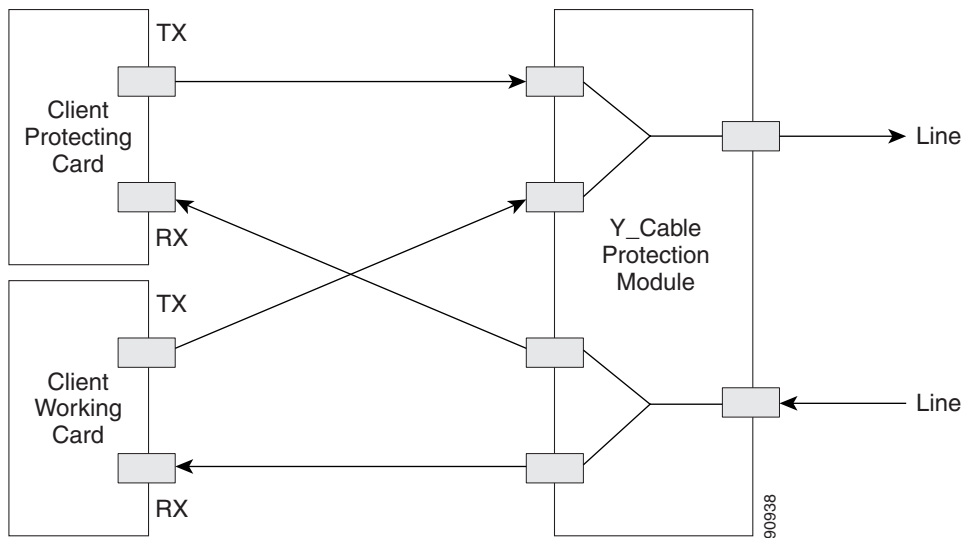 TX
Client
Protecting
Card
RX
Line
Y_Cable
Protection
Module
TX
Client
Working
Card
RX
Line
90938